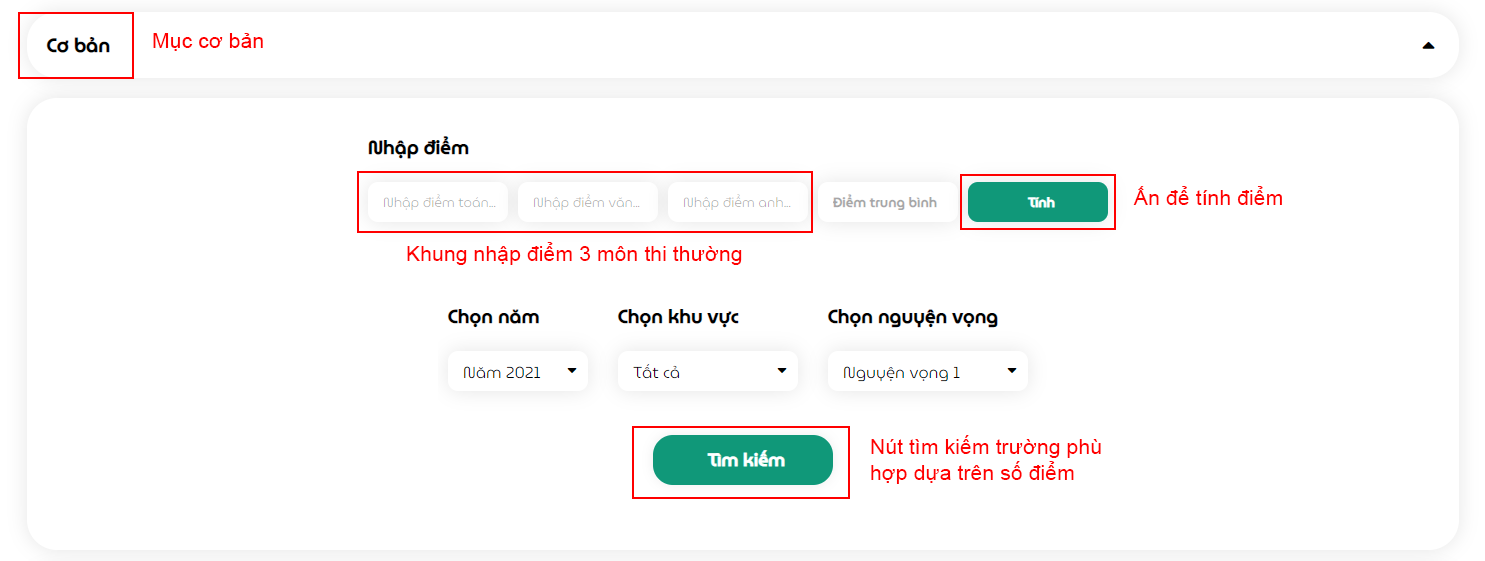 Cơ bản
Mục cơ bản
Nhập điểm
Nhập điểm toán...
Nhập điểm văn...
Nhập điểm anh...
Điểm trung bình
Tính
Ấn để tính điểm
Khung nhập điểm 3 môn thi thường
Chọn năm
Chọn khu vực
Chọn nguyện vọng
Năm 2021
Tất cả
Nguyện vọng 1
Tìm kiếm
Nút tìm kiếm trường phù
hợp dựa trên số điểm